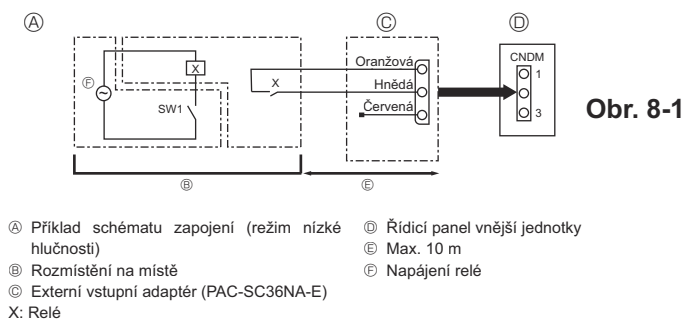 Ⓐ
Ⓒ
Ⓓ
Oranžová
CNDM
X
X
Hnědá
1
Ⓕ
SW1
Červená
3
Obr. 8-1
Ⓑ
Ⓔ
Ⓐ Příklad schématu zapojení (režim nízké
hlučnosti)
Ⓑ Rozmístění na místě
Ⓒ Externí vstupní adaptér (PAC-SC36NA-E)
X: Relé
Ⓓ Řídicí panel vnější jednotky
Ⓔ Max. 10 m
Ⓕ Napájení relé